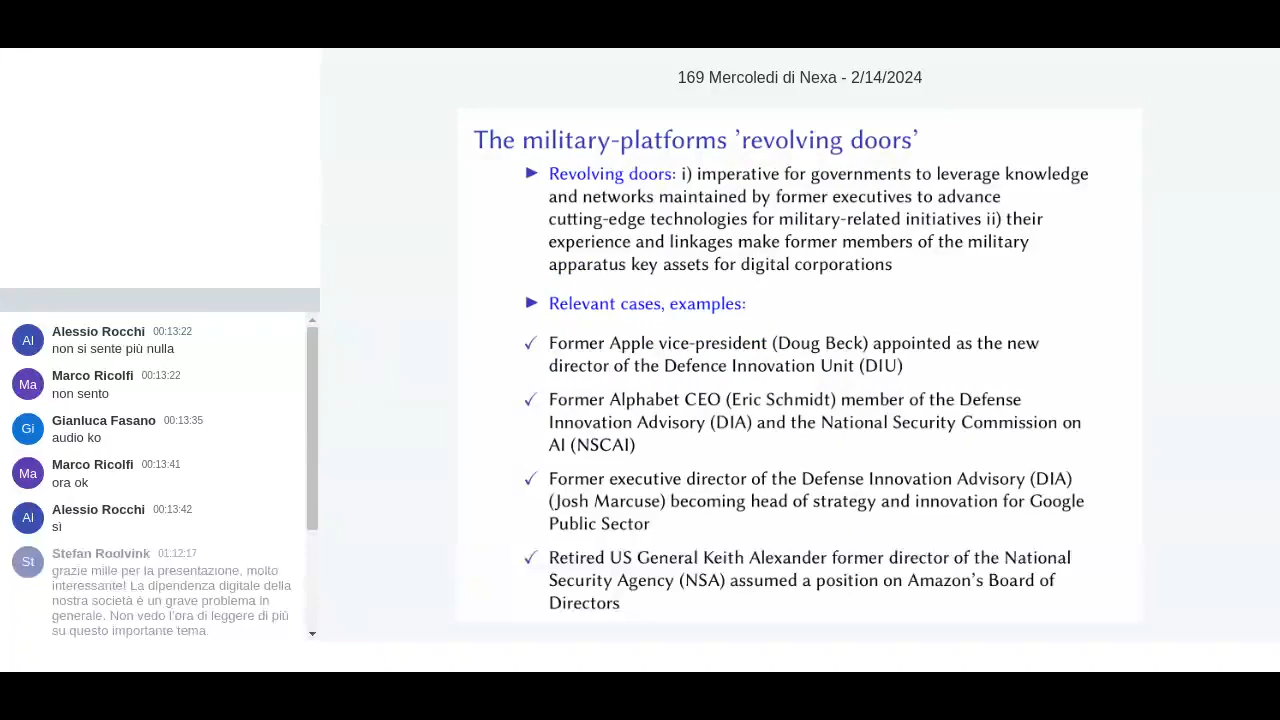 169 Mercoledi di Nexa - 2/14/2024
The military-platforms ’revolving doors’
Revolving doors: i) imperative for governments to leverage knowledge
and networks maintained by former executives to advance
cutting-edge technologies for military-related initiatives ii) their
experience and linkages make former members of the military
apparatus key assets for digital corporations
Relevant cases, examples:
Former Apple vice-president (Doug Beck) appointed as the new
director of the Defence Innovation Unit (DIU)
Former Alphabet CEO (Eric Schmidt) member of the Defense
Innovation Advisory (DIA) and the National Security Commission on
AI (NSCAI)
Former executive director of the Defense Innovation Advisory (DIA)
(Josh Marcuse) becoming head of strategy and innovation for Google
Public Sector
Retired US General Keith Alexander former director of the National
Security Agency (NSA) assumed a position on Amazon’s Board of
Directors
Al Alessio Rocchi 00:13:22
non si sente più nulla
Ma Marco Ricolfi 00:13:22
non sento
Gi Gianluca Fasano 00:13:35
audio ko
Ma Marco Ricolfi 00:13:41
ora ok
Al Alessio Rocchi 00:13:42
sì
St Stefan Roolvink 01:12:17
grazie mille per la presentazione, molto
interessante! La dipendenza digitale della
nostra società è un grave problema in
generale. Non vedo l'ora di leggere di più
su questo importante tema.